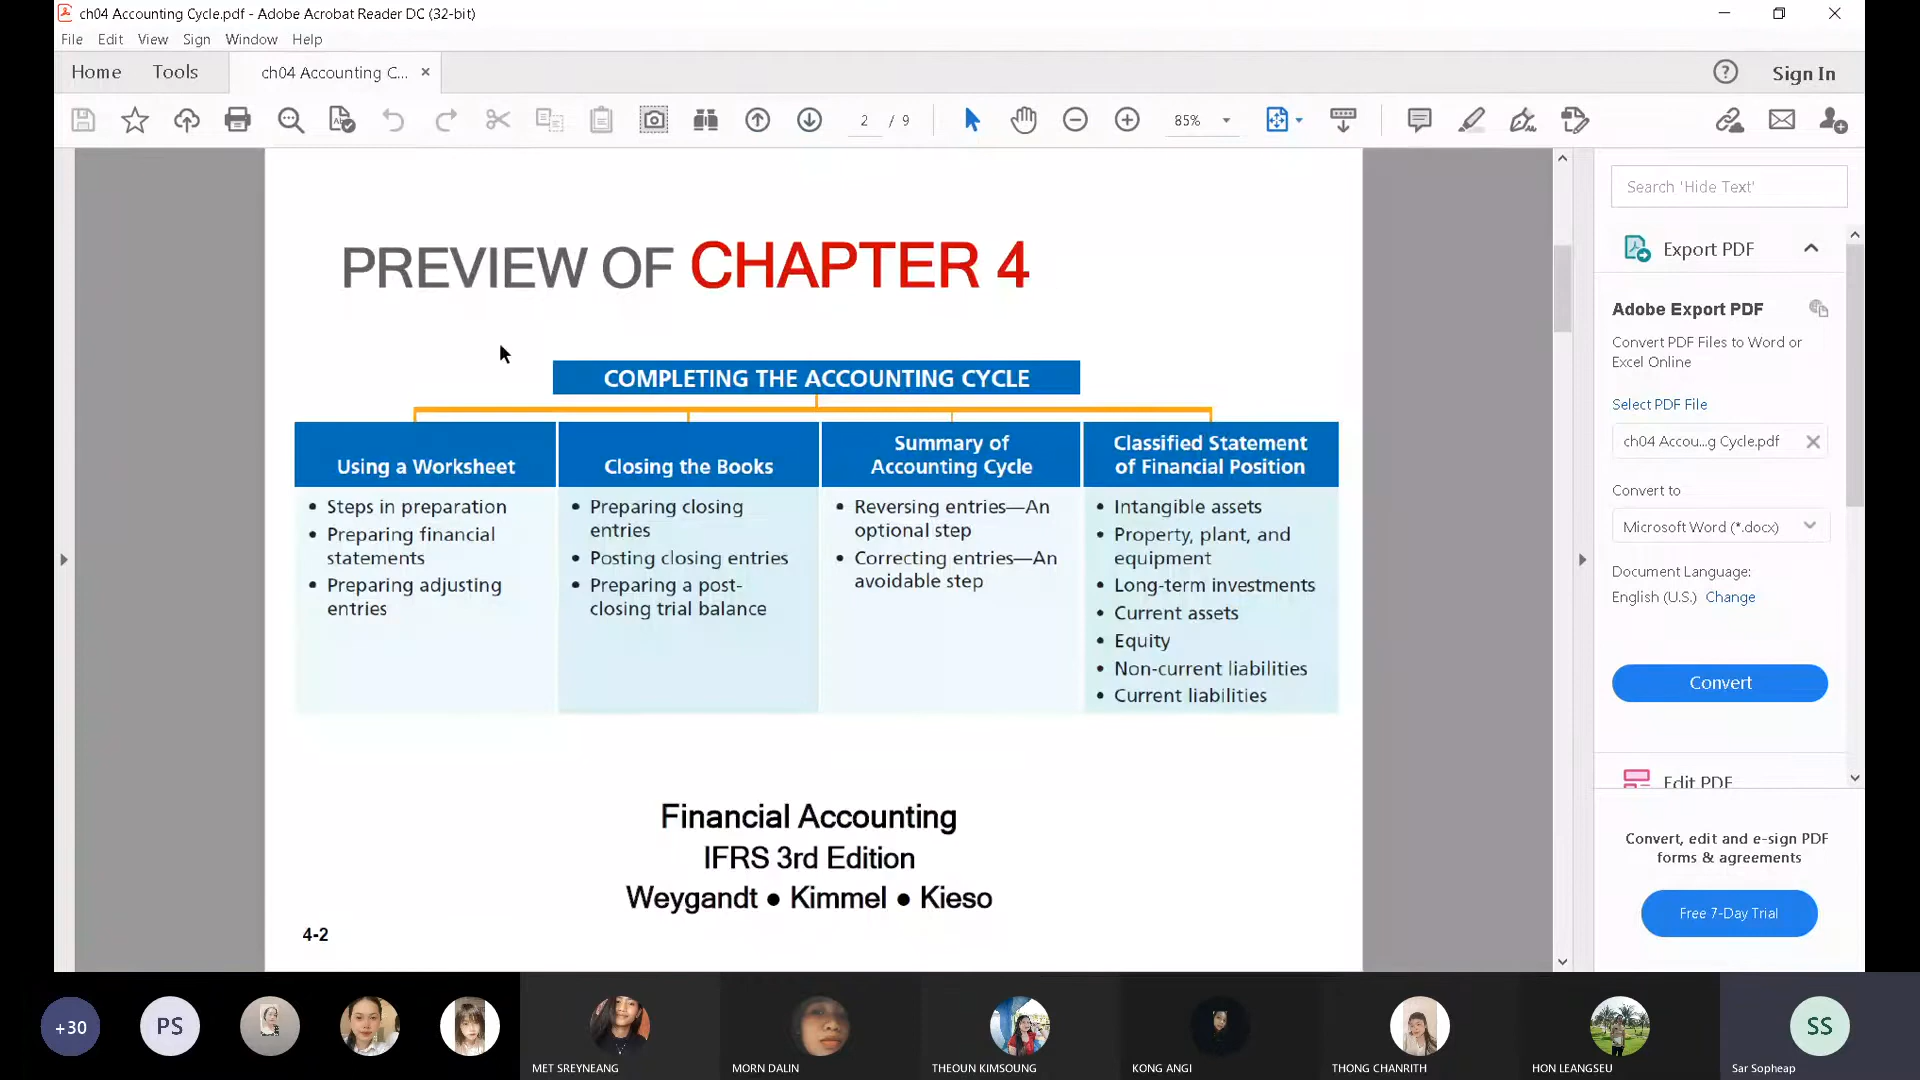 ch04 Accounting Cycle.pdf - Adobe Acrobat Reader DC (32-bit)
File Edit View Sign Window Help
Home Tools ch04 Accounting C... Sign In
2 / 9 85%
PREVIEW OF CHAPTER 4
COMPLETING THE ACCOUNTING CYCLE
Using a Worksheet
• Steps in preparation
• Preparing financial
statements
• Preparing adjusting
entries
Closing the Books
• Preparing closing
entries
• Posting closing entries
• Preparing a post-
closing trial balance
Summary of
Accounting Cycle
• Reversing entries—An
optional step
• Correcting entries—An
avoidable step
Classified Statement
of Financial Position
• Intangible assets
• Property, plant, and
equipment
• Long-term investments
• Current assets
• Equity
• Non-current liabilities
• Current liabilities
Financial Accounting
IFRS 3rd Edition
Weygandt ● Kimmel ● Kieso
4-2
Search 'Hide Text'
Export PDF
Adobe Export PDF
Convert PDF Files to Word or
Excel Online
Select PDF File
ch04 Accou...g Cycle.pdf
Convert to
Microsoft Word (*.docx)
Document Language:
English (U.S.) Change
Convert
Edit PDF
Convert, edit and e-sign PDF
forms & agreements
Free 7-Day Trial
+30 PS SS
MET SREYNEANG MORN DALIN THEOUN KIMSOUNG KONG ANGI THONG CHANRITH HON LEANGSEU Sar Sopheap